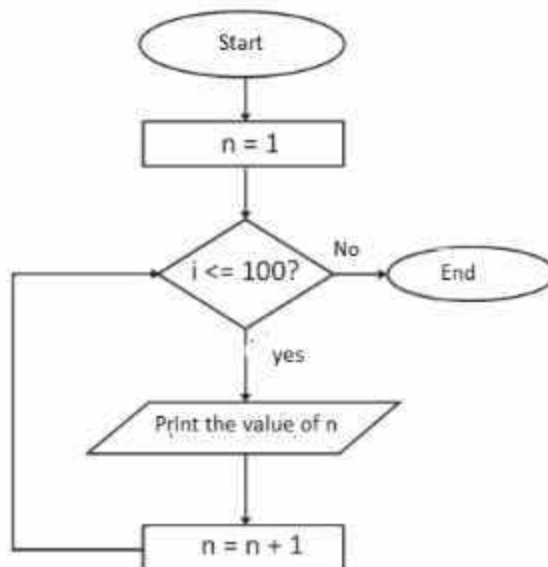 Start
n = 1
i <= 100?
No
End
yes
Print the value of n
n = n + 1